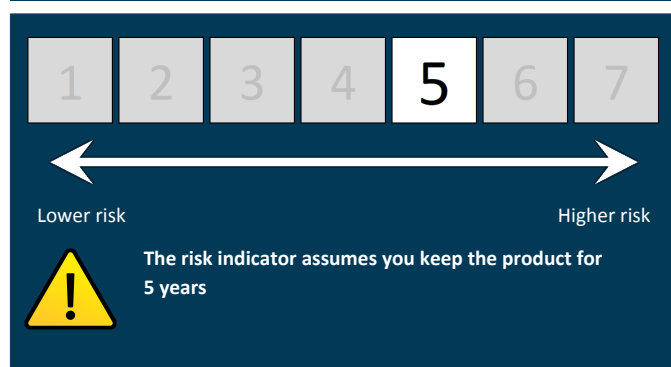 1 2 3 4 5 6 7
Lower risk Higher risk
The risk indicator assumes you keep the product for
5 years